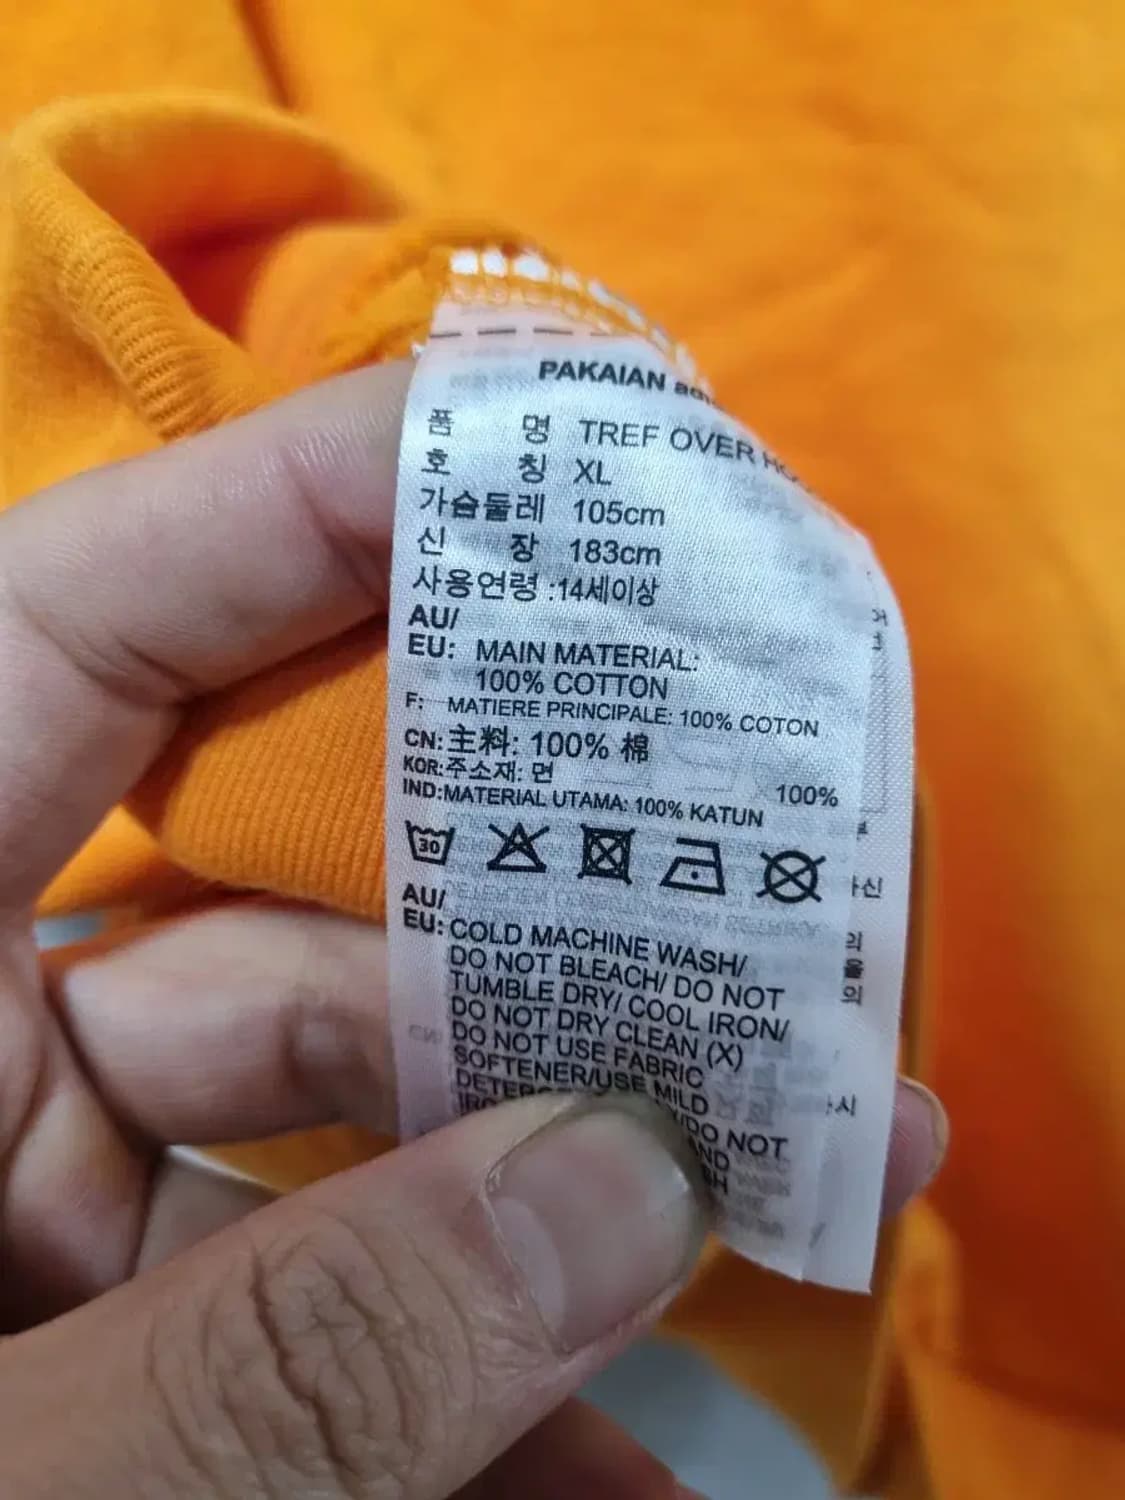 PAKAIAN
품 명 TREF OVER
호 칭 XL
가슴둘레 105cm
신 장 183cm
사용연령 :14세이상
AU/
EU: MAIN MATERIAL:
100% COTTON
F: MATIERE PRINCIPALE: 100% COTON
CN:主料: 100% 棉
KOR:주소재: 면 100%
IND:MATERIAL UTAMA: 100% KATUN
30
AU/
EU: COLD MACHINE WASH/
DO NOT BLEACH/ DO NOT
TUMBLE DRY/ COOL IRON/
DO NOT DRY CLEAN (X)
DO NOT USE FABRIC
SOFTENER/USE MILD
DO NOT